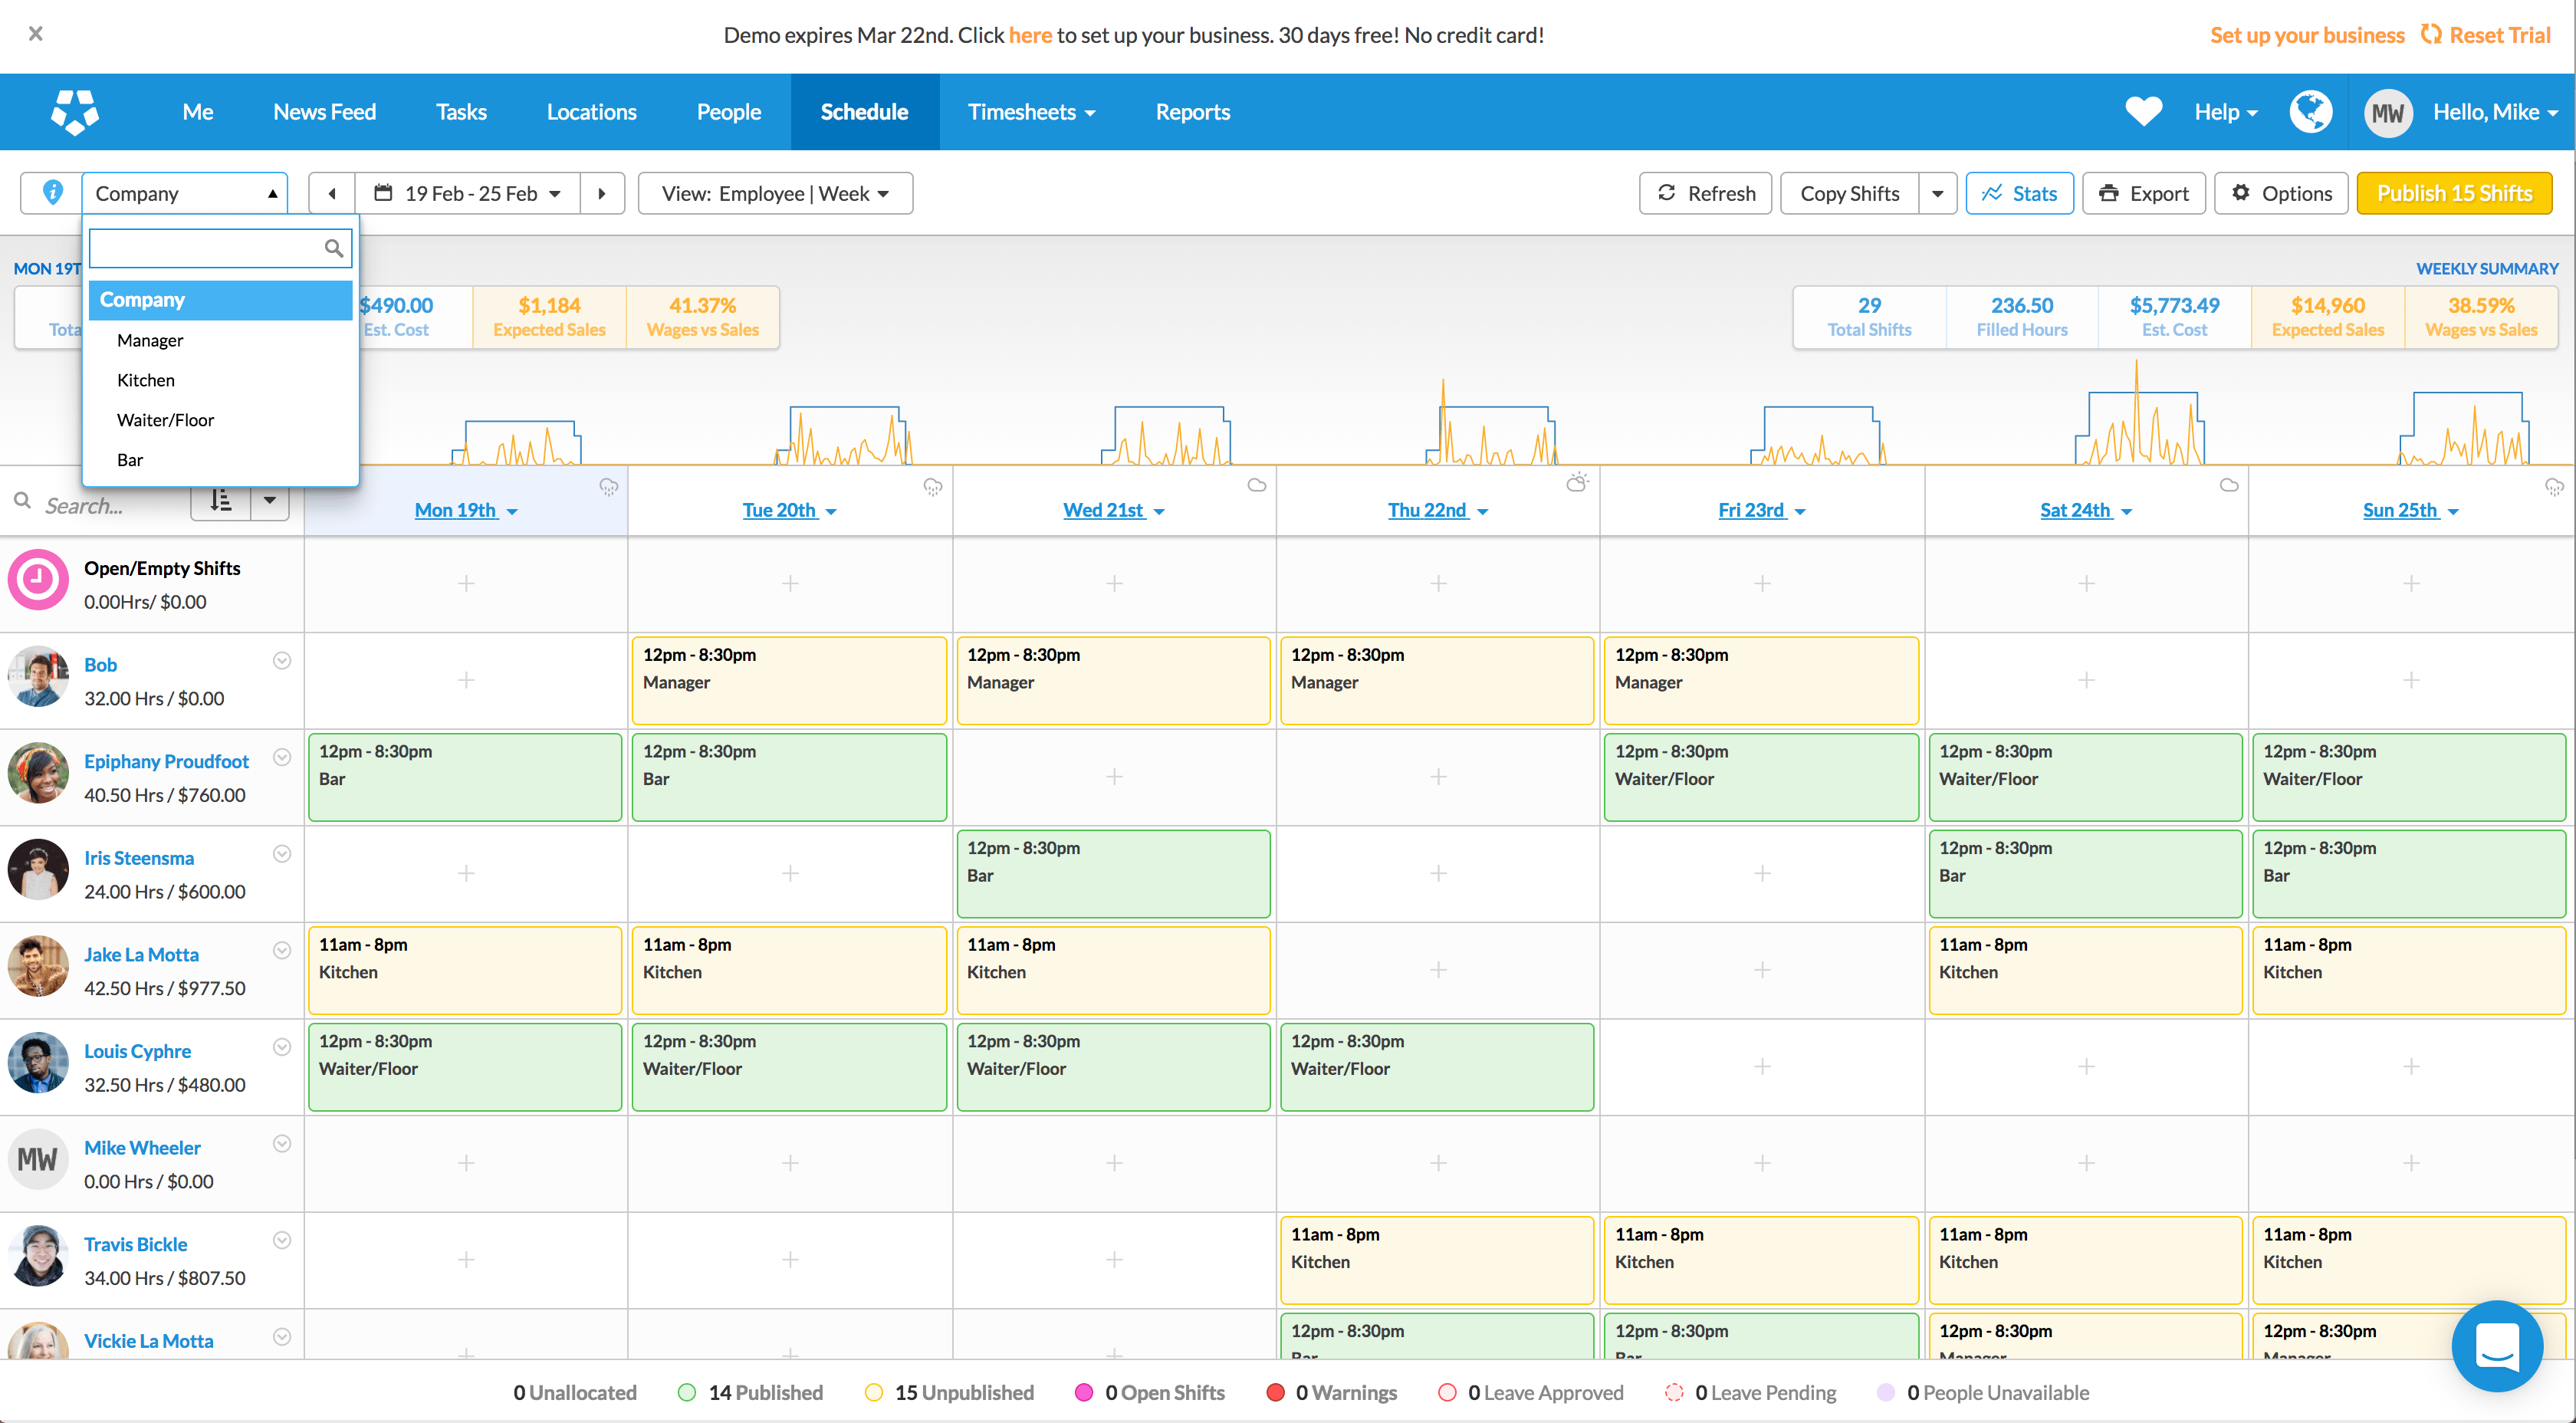 Demo expires Mar 22nd. Click here to set up your business. 30 days free! No credit card!
Set up your business Reset Trial
Me News Feed Tasks Locations People Schedule Timesheets Reports
Help MW Hello, Mike
Company 19 Feb - 25 Feb View: Employee | Week
Refresh Copy Shifts Stats Export Options Publish 15 Shifts
Company
Manager
Kitchen
Waiter/Floor
Bar
MON 19T
WEEKLY SUMMARY
$490.00 $1,184 41.37%
Est. Cost Expected Sales Wages vs Sales
29 236.50 $5,773.49 $14,960 38.59%
Total Shifts Filled Hours Est. Cost Expected Sales Wages vs Sales
Search...
Mon 19th Tue 20th Wed 21st Thu 22nd Fri 23rd Sat 24th Sun 25th
Open/Empty Shifts
0.00Hrs/ $0.00
Bob
32.00 Hrs / $0.00
12pm - 8:30pm 12pm - 8:30pm 12pm - 8:30pm 12pm - 8:30pm
Manager Manager Manager Manager
Epiphany Proudfoot
40.50 Hrs / $760.00
12pm - 8:30pm 12pm - 8:30pm 12pm - 8:30pm 12pm - 8:30pm 12pm - 8:30pm
Bar Bar Waiter/Floor Waiter/Floor Waiter/Floor
Iris Steensma
24.00 Hrs / $600.00
12pm - 8:30pm 12pm - 8:30pm 12pm - 8:30pm
Bar Bar Bar
Jake La Motta
42.50 Hrs / $977.50
11am - 8pm 11am - 8pm 11am - 8pm 11am - 8pm 11am - 8pm
Kitchen Kitchen Kitchen Kitchen Kitchen
Louis Cyphre
32.50 Hrs / $480.00
12pm - 8:30pm 12pm - 8:30pm 12pm - 8:30pm 12pm - 8:30pm
Waiter/Floor Waiter/Floor Waiter/Floor Waiter/Floor
MW
Mike Wheeler
0.00 Hrs / $0.00
Travis Bickle
34.00 Hrs / $807.50
11am - 8pm 11am - 8pm 11am - 8pm 11am - 8pm
Kitchen Kitchen Kitchen Kitchen
Vickie La Motta
12pm - 8:30pm 12pm - 8:30pm 12pm - 8:30pm 12pm - 8:30pm
Bar Bar Manager Manager
0 Unallocated 14 Published 15 Unpublished 0 Open Shifts 0 Warnings 0 Leave Approved 0 Leave Pending 0 People Unavailable